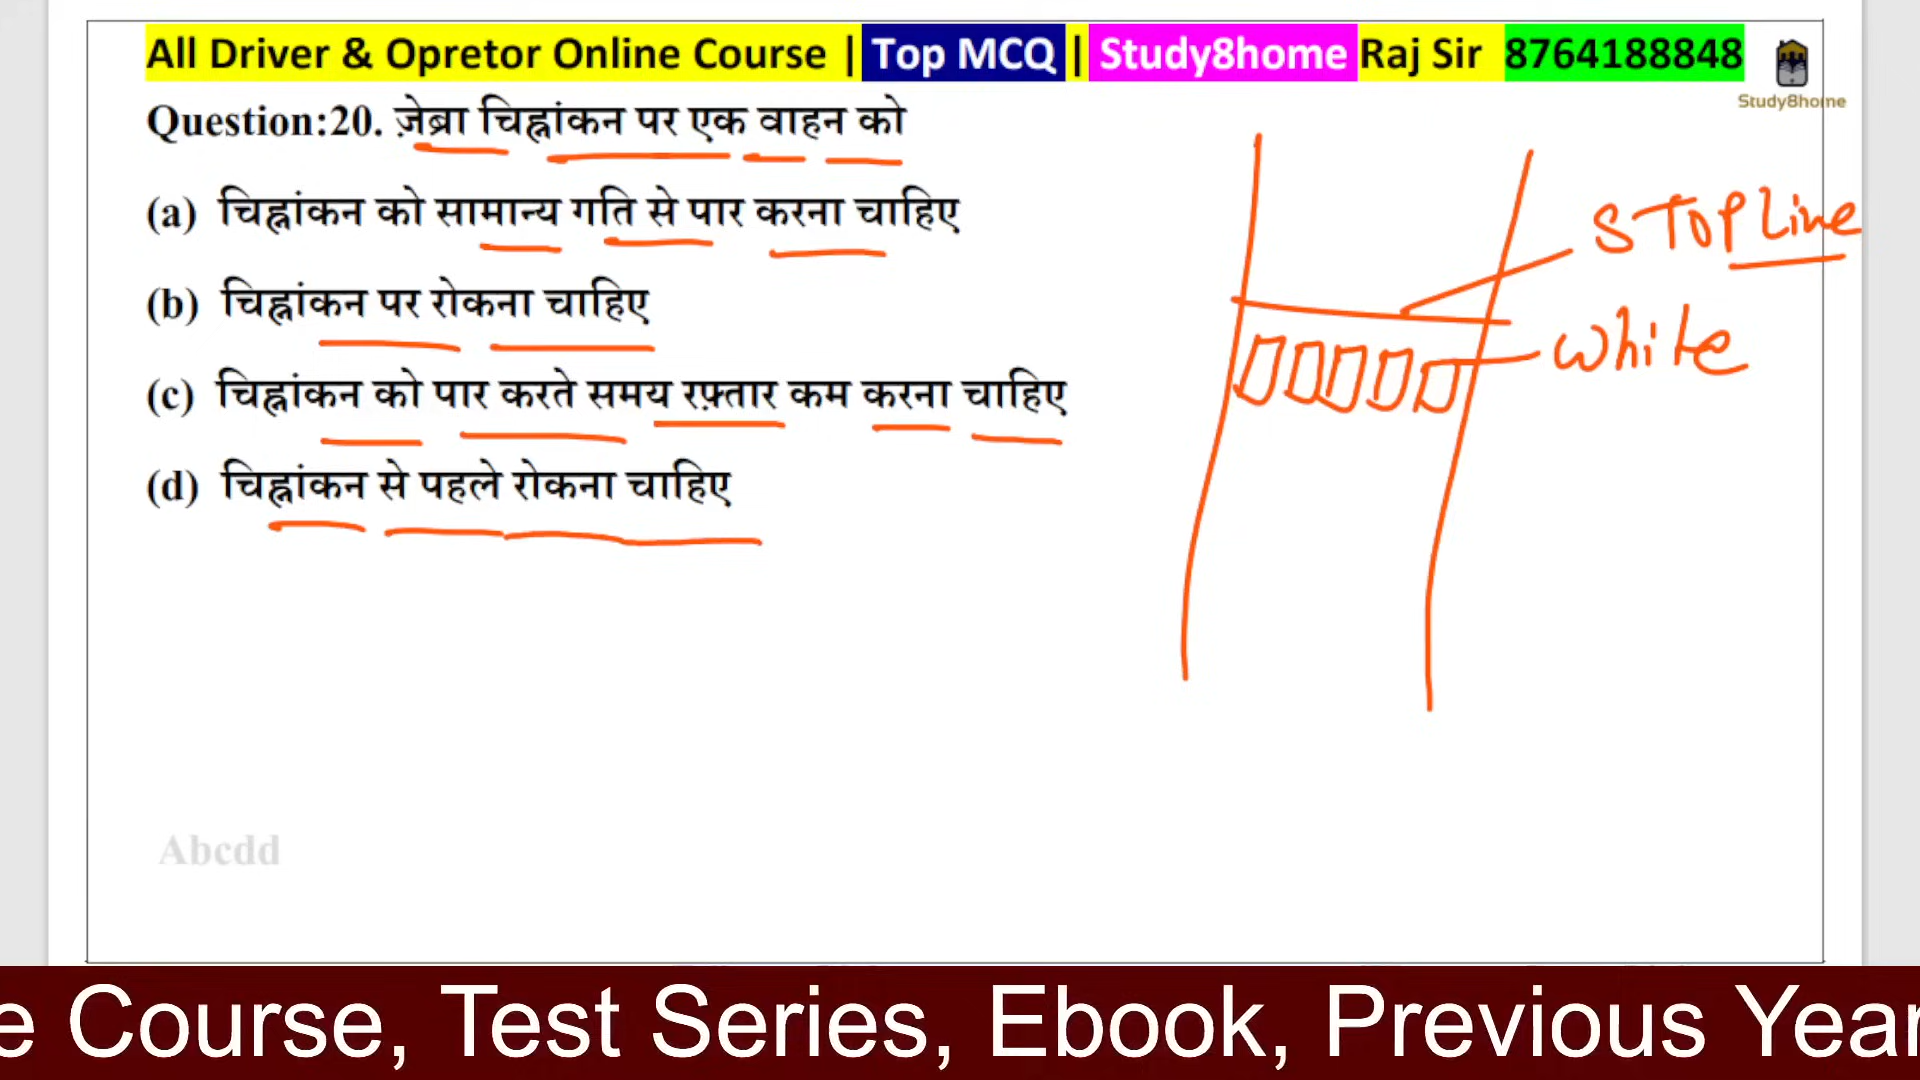 All Driver & Opretor Online Course | Top MCQ | Study8home Raj Sir 8764188848
Study8home
Question:20. ज़ेब्रा चिह्नांकन पर एक वाहन को
(a) चिह्नांकन को सामान्य गति से पार करना चाहिए
STOP Line
(b) चिह्नांकन पर रोकना चाहिए
White
(c) चिह्नांकन को पार करते समय रफ़्तार कम करना चाहिए
(d) चिह्नांकन से पहले रोकना चाहिए
Abcdd
e Course, Test Series, Ebook, Previous Year